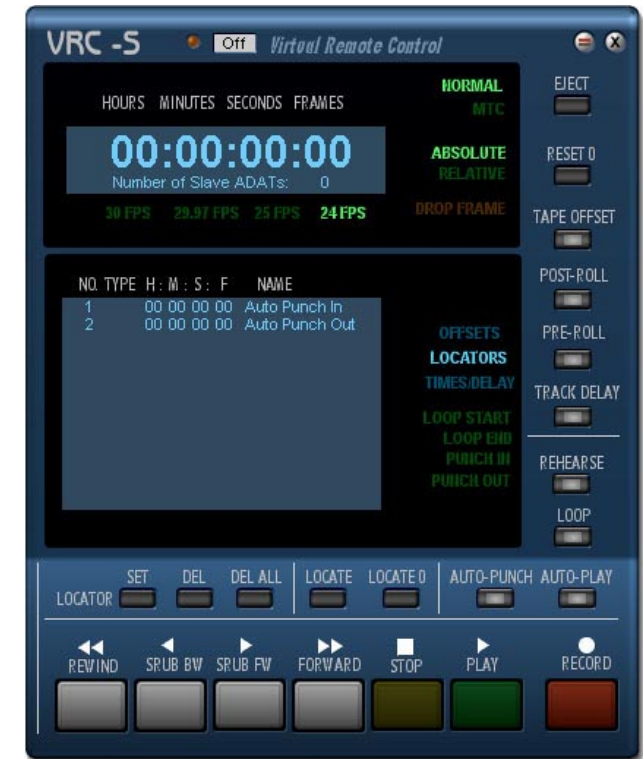 VRC -S Off Virtual Remote Control X
HOURS MINUTES SECONDS FRAMES
00:00:00:00
Number of Slave ADATs: 0
30 FPS 29.97 FPS 25 FPS 24 FPS
NORMAL
MTC
ABSOLUTE
RELATIVE
DROP FRAME
EJECT
RESET 0
TAPE OFFSET
POST-ROLL
PRE-ROLL
TRACK DELAY
REHEARSE
LOOP
NO. TYPE H : M : S : F NAME
1 00 00 00 00 Auto Punch In
2 00 00 00 00 Auto Punch Out
OFFSETS
LOCATORS
TIMES/DELAY
LOOP START
LOOP END
PUNCH IN
PUNCH OUT
LOCATOR SET DEL DEL ALL LOCATE LOCATE 0 AUTO-PUNCH AUTO-PLAY
REWIND SRUB BW SRUB FW FORWARD STOP PLAY RECORD